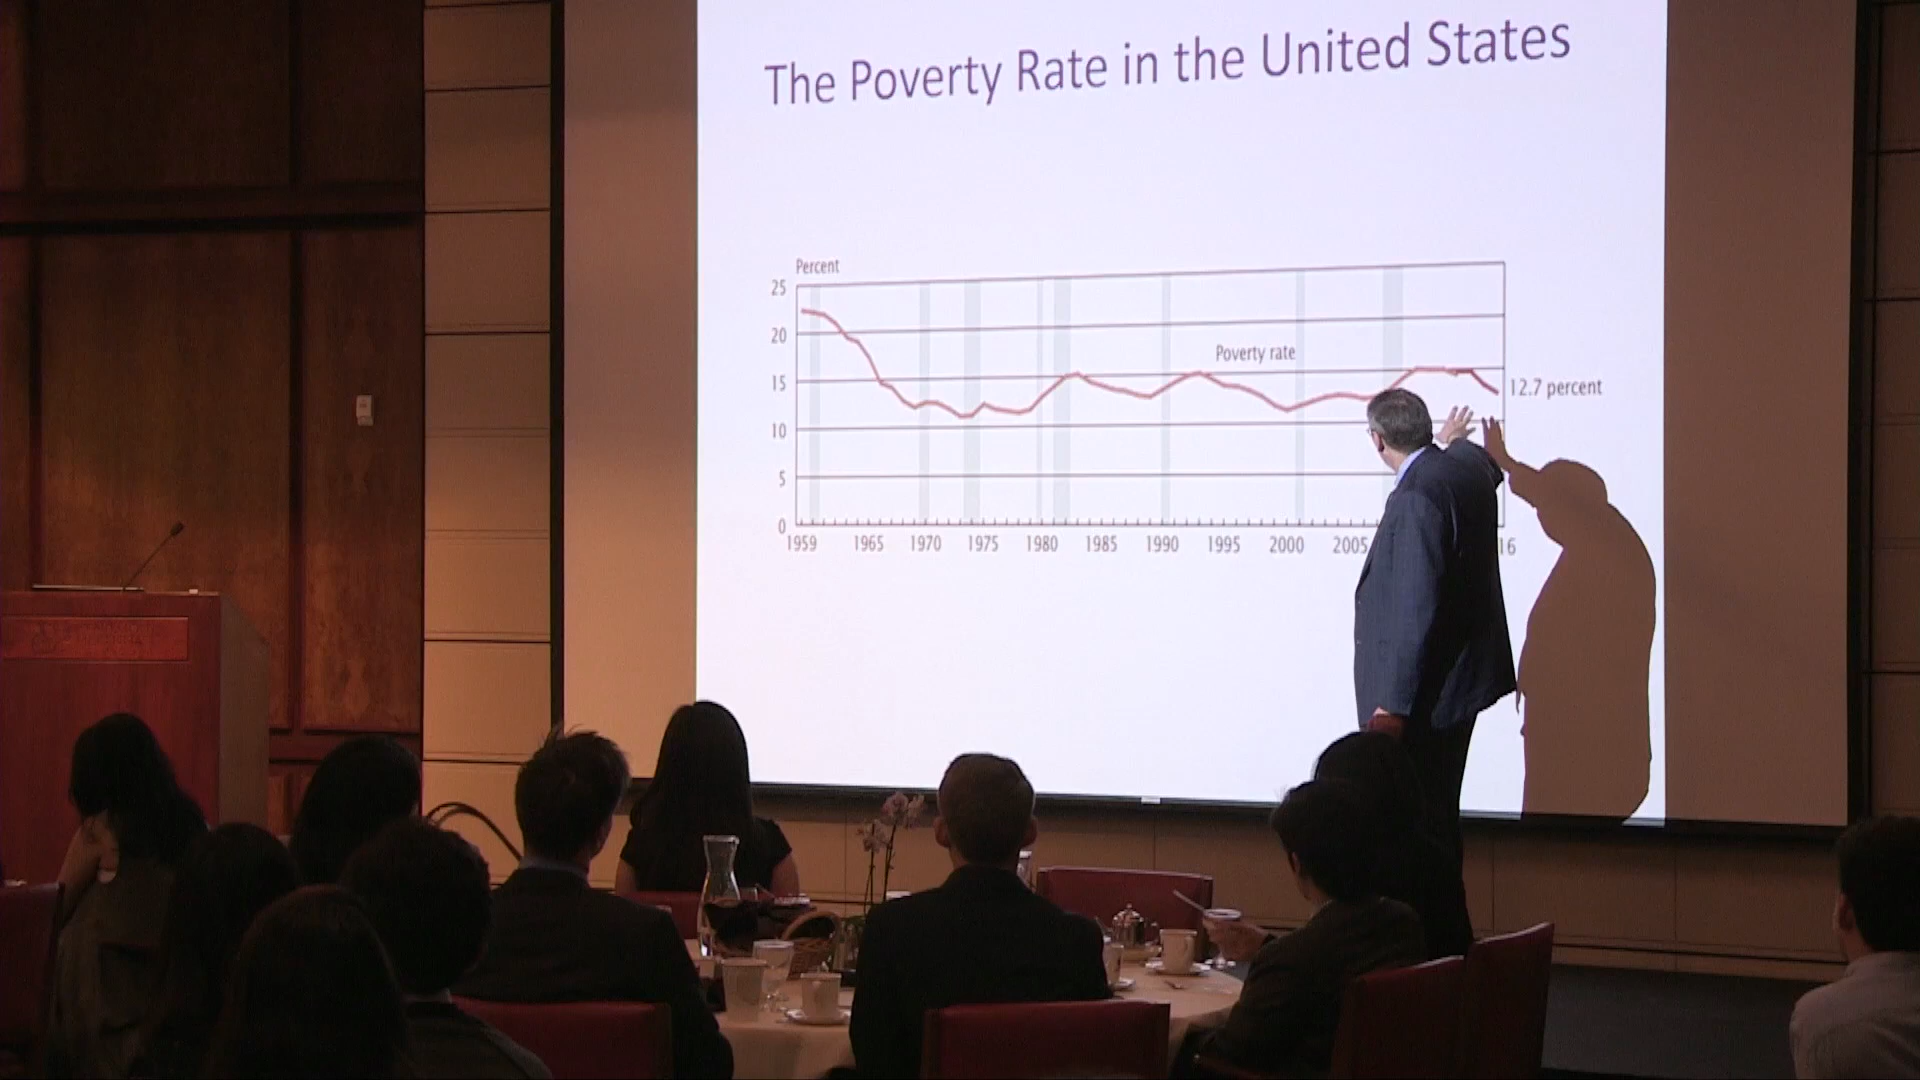 The Poverty Rate in the United States
Percent
25
20
Poverty rate
15
12.7 percent
10
5
0
1959 1965 1970 1975 1980 1985 1990 1995 2000 2005 16